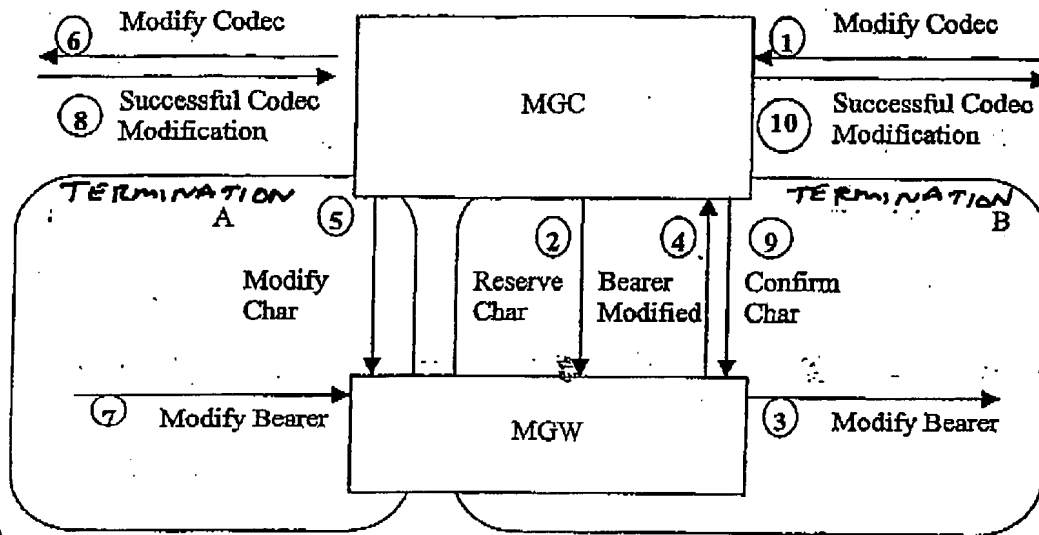 6 Modify Codec
1 Modify Codec
MGC
8 Successful Codec
Modification
10 Successful Codec
Modification
TERMINATION
A
TERMINATION
B
5
Modify
Char
2
Reserve
Char
4
Bearer
Modified
9
Confirm
Char
7 Modify Bearer
MGW
3 Modify Bearer